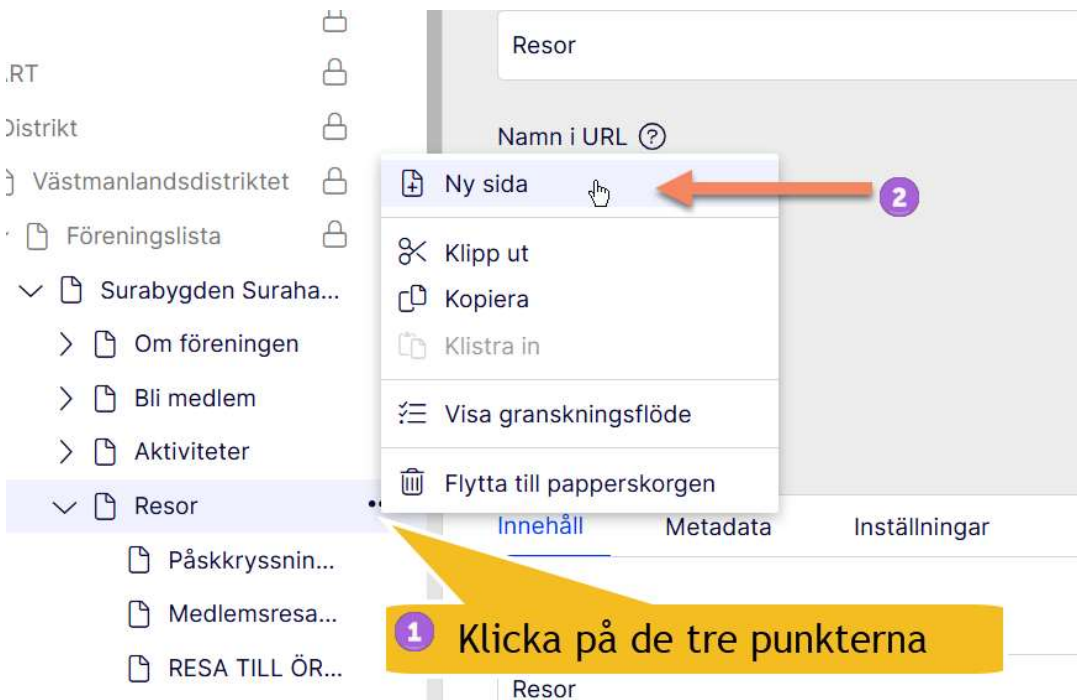 .RT
Distrikt
Västmanlandsdistriktet
Föreningslista
Surabygden Suraha...
Om föreningen
Bli medlem
Aktiviteter
Resor
Påskkryssnin...
Medlemsresa...
RESA TILL ÖR...
Resor
Namn i URL ?
Ny sida
2
Klipp ut
Kopiera
Klistra in
Visa granskningsflöde
Flytta till papperskorgen
Innehåll Metadata Inställningar
1 Klicka på de tre punkterna
Resor